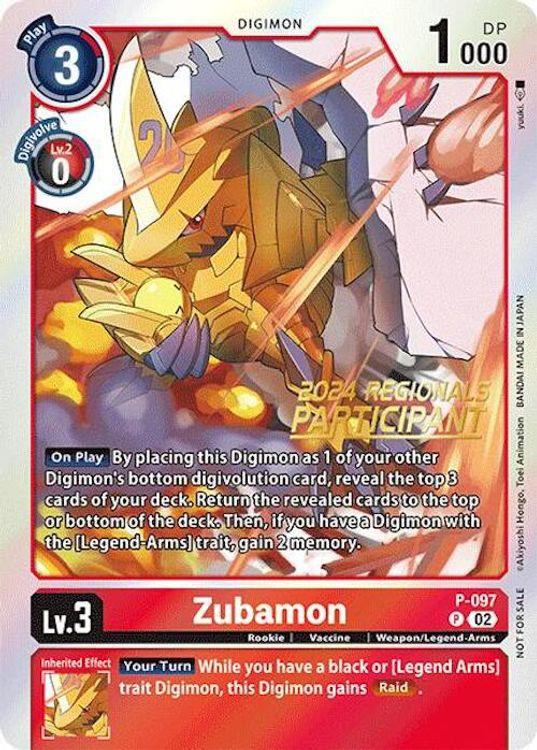 Play
3
DIGIMON
1000
DP
Digivolve
Lv.2
0
yuuki.
2024 REGIONALS
PARTICIPANT
On Play By placing this Digimon as 1 of your other
Digimon's bottom digivolution card, reveal the top 3
cards of your deck. Return the revealed cards to the top
or bottom of the deck. Then, if you have a Digimon with
the [Legend-Arms] trait, gain 2 memory.
©Akiyoshi Hongo, Toei Animation BANDAI MADE IN JAPAN
NOT FOR SALE
Lv.3
Zubamon
P-097
P 02
Rookie | Vaccine | Weapon/Legend-Arms
Inherited Effect
Your Turn While you have a black or [Legend Arms]
trait Digimon, this Digimon gains Raid .